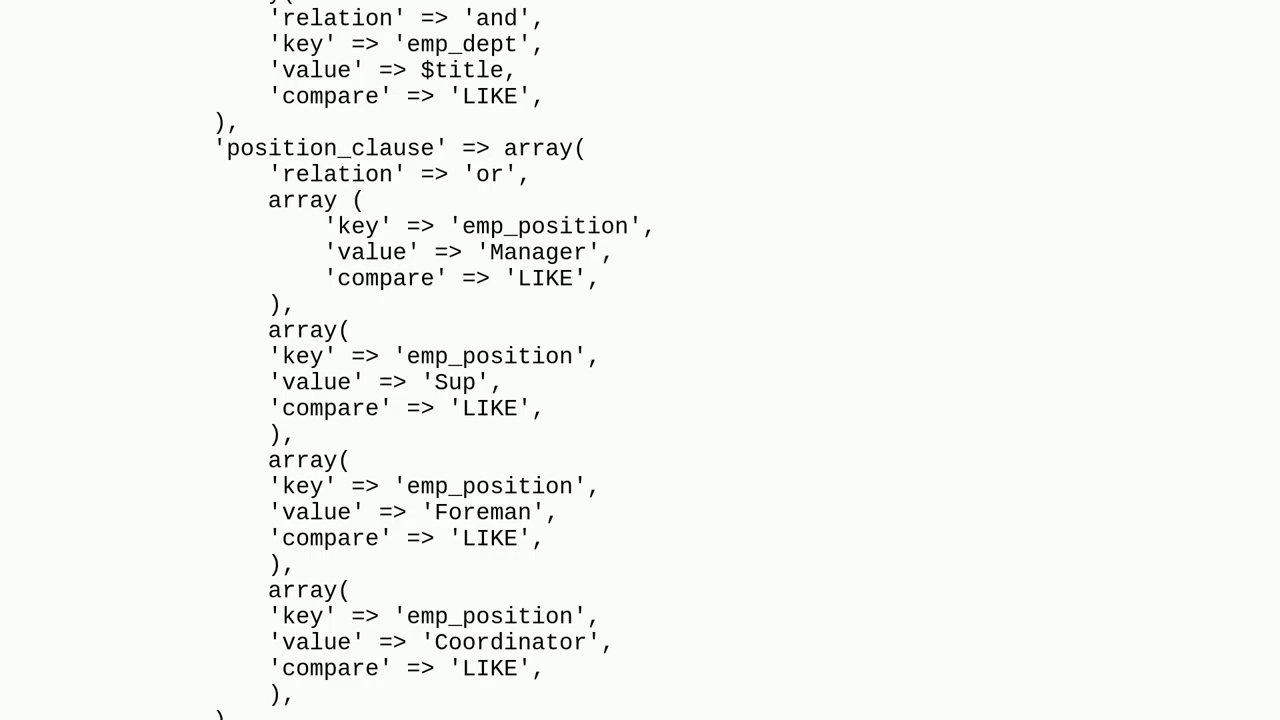 'relation' => 'and',
'key' => 'emp_dept',
'value' => $title,
'compare' => 'LIKE',
),
'position_clause' => array(
'relation' => 'or',
array (
'key' => 'emp_position',
'value' => 'Manager',
'compare' => 'LIKE',
),
array(
'key' => 'emp_position',
'value' => 'Sup',
'compare' => 'LIKE',
),
array(
'key' => 'emp_position',
'value' => 'Foreman',
'compare' => 'LIKE',
),
array(
'key' => 'emp_position',
'value' => 'Coordinator',
'compare' => 'LIKE',
),